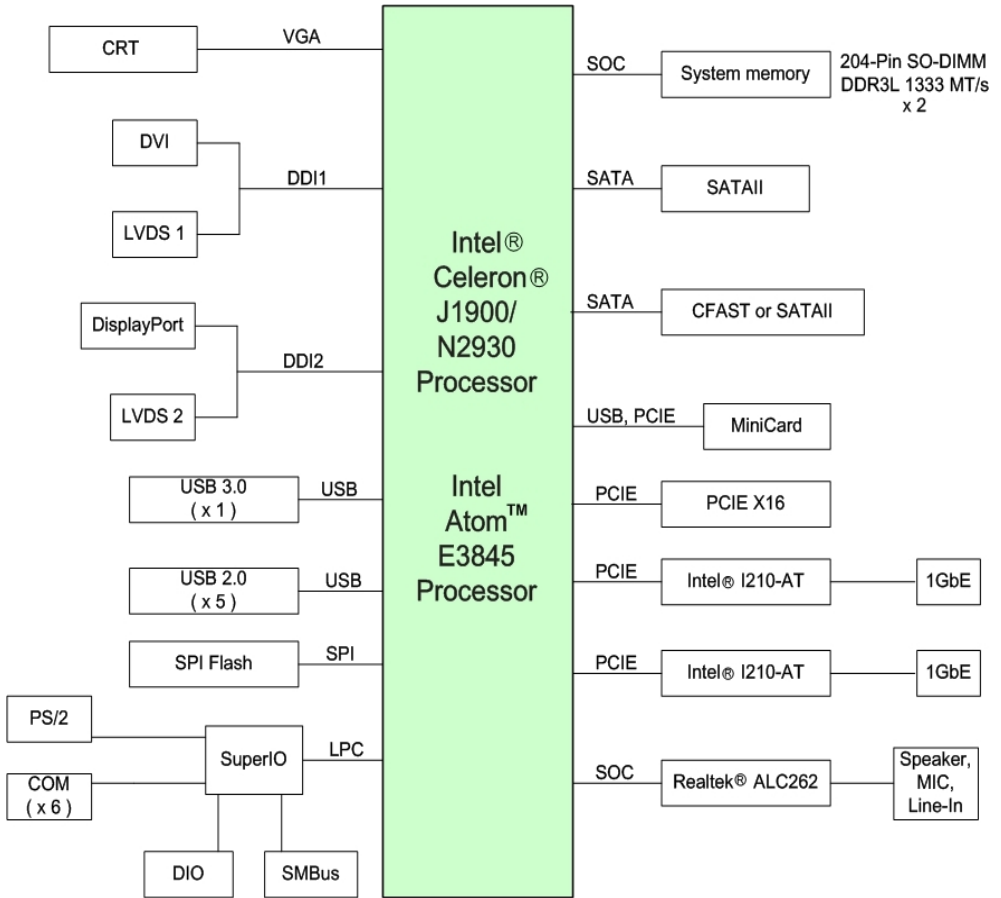 CRT
VGA
DVI
DDI1
LVDS 1
DisplayPort
DDI2
LVDS 2
USB 3.0
( x 1 )
USB
USB 2.0
( x 5 )
USB
SPI Flash
SPI
PS/2
SuperIO
LPC
COM
( x 6 )
DIO
SMBus
Intel®
Celeron®
J1900/
N2930
Processor
Intel
Atom™
E3845
Processor
SOC
System memory
204-Pin SO-DIMM
DDR3L 1333 MT/s
x 2
SATA
SATAII
SATA
CFAST or SATAII
USB, PCIE
MiniCard
PCIE
PCIE X16
PCIE
Intel® I210-AT
1GbE
PCIE
Intel® I210-AT
1GbE
SOC
Realtek® ALC262
Speaker,
MIC,
Line-In